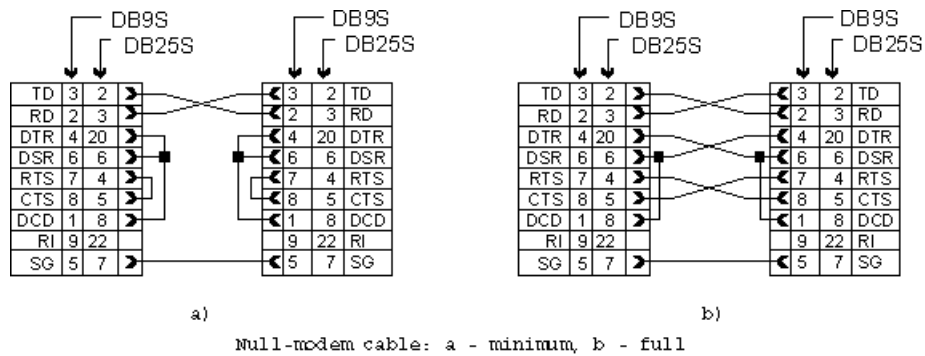 DB9S DB9S DB9S DB9S
DB25S DB25S DB25S DB25S
TD 3 2 3 2 TD TD 3 2 3 2 TD
RD 2 3 2 3 RD RD 2 3 2 3 RD
DTR 4 20 4 20 DTR DTR 4 20 4 20 DTR
DSR 6 6 6 6 DSR DSR 6 6 6 6 DSR
RTS 7 4 7 4 RTS RTS 7 4 7 4 RTS
CTS 8 5 8 5 CTS CTS 8 5 8 5 CTS
DCD 1 8 1 8 DCD DCD 1 8 1 8 DCD
RI 9 22 9 22 RI RI 9 22 9 22 RI
SG 5 7 5 7 SG SG 5 7 5 7 SG
a) b)
Null-modem cable: a - minimum, b - full